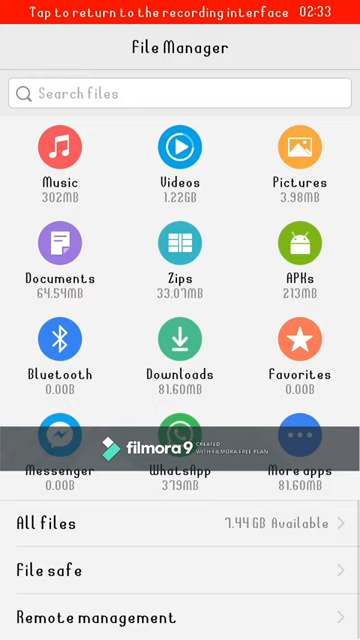 Tap to return to the recording interface 02:33
File Manager
Search files
Music Videos Pictures
302MB 1.22GB 3.98MB
Documents Zips APKs
64.54MB 33.07MB 213MB
Bluetooth Downloads Favorites
0.00B 81.60MB 0.00B
filmora9 CREATED WITH FILMORA FREE PLAN
Messenger WhatsApp More apps
0.00B 379MB 81.60MB
All files 7.44 GB Available
File safe
Remote management